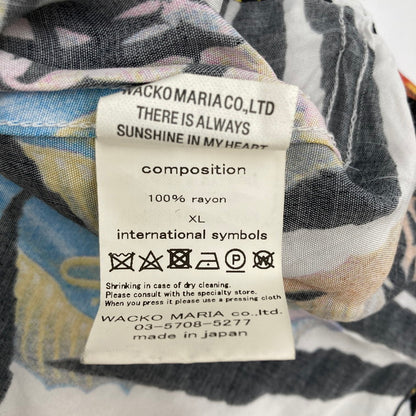 WACKO MARIA CO.,LTD
THERE IS ALWAYS
SUNSHINE IN MY HEART
composition
100% rayon
XL
international symbols
P W
Shrinking in case of dry cleaning.
Please consult with the specialty store.
When you press it please use a pressing cloth
WACKO MARIA co.,ltd.
03-5708-5277
made in japan